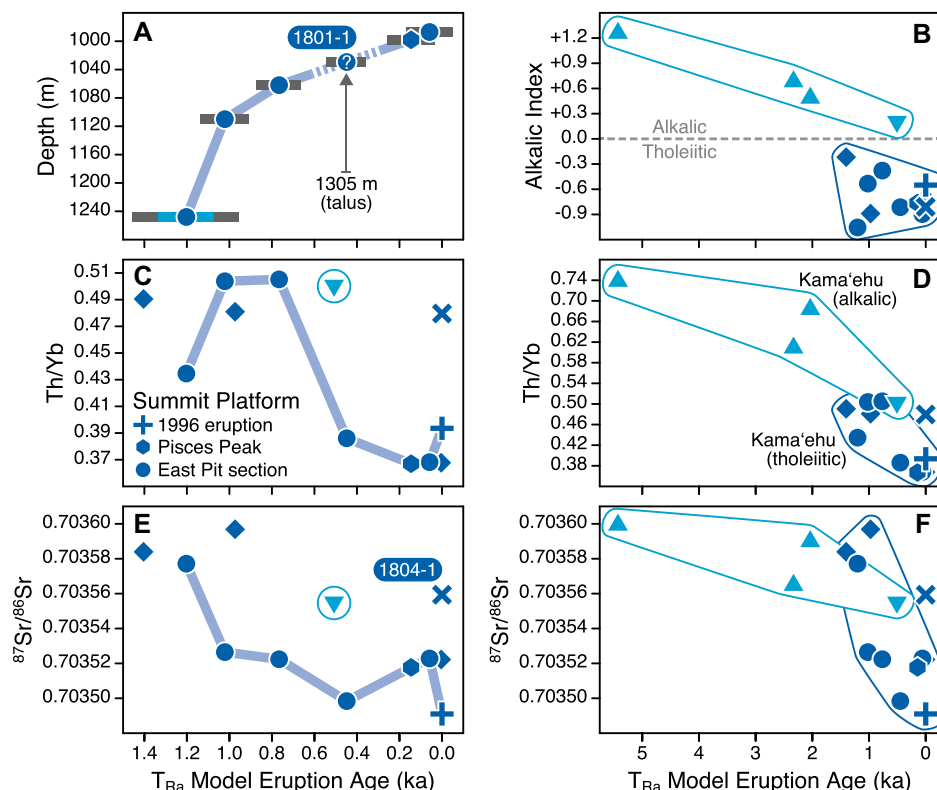 A
1801-1
?
1305 m
(talus)
Depth (m)
1000
1040
1080
1120
1160
1200
1240
B
Alkalic
Tholeiitic
Alkalic Index
+1.2
+0.9
+0.6
+0.3
0.0
-0.3
-0.6
-0.9
C
Th/Yb
0.51
0.49
0.47
0.45
0.43
0.41
0.39
0.37
Summit Platform
1996 eruption
Pisces Peak
East Pit section
D
Kamaʻehu
(alkalic)
Kamaʻehu
(tholeiitic)
Th/Yb
0.74
0.70
0.66
0.62
0.58
0.54
0.50
0.46
0.42
0.38
E
1804-1
87Sr/86Sr
0.70360
0.70358
0.70356
0.70354
0.70352
0.70350
1.4 1.2 1.0 0.8 0.6 0.4 0.2 0.0
TRa Model Eruption Age (ka)
F
87Sr/86Sr
0.70360
0.70358
0.70356
0.70354
0.70352
0.70350
5 4 3 2 1 0
TRa Model Eruption Age (ka)